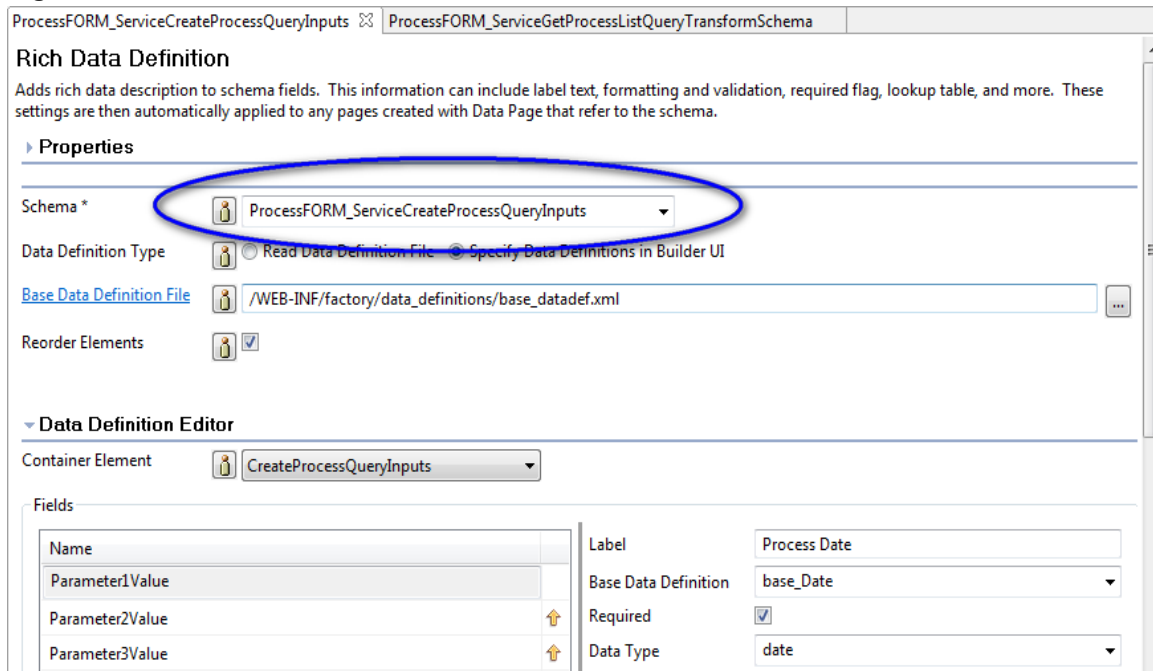 ProcessFORM_ServiceCreateProcessQueryInputs ProcessFORM_ServiceGetProcessListQueryTransformSchema
Rich Data Definition
Adds rich data description to schema fields. This information can include label text, formatting and validation, required flag, lookup table, and more. These
settings are then automatically applied to any pages created with Data Page that refer to the schema.
Properties
Schema * ProcessFORM_ServiceCreateProcessQueryInputs
Data Definition Type Read Data Definition File Specify Data Definitions in Builder UI
Base Data Definition File /WEB-INF/factory/data_definitions/base_datadef.xml ...
Reorder Elements
Data Definition Editor
Container Element CreateProcessQueryInputs
Fields
Name
Parameter1Value
Parameter2Value
Parameter3Value
Label Process Date
Base Data Definition base_Date
Required
Data Type date